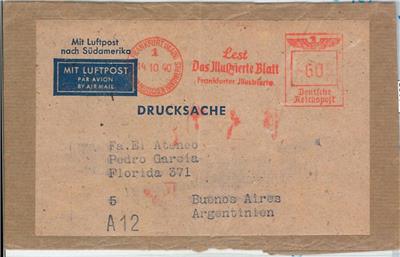 Mit Luftpost
nach Südamerika
MIT LUFTPOST
PAR AVION
BY AIR MAIL
FRANKFURT (MAIN)
1
14.10.40
Lest
Das Illustrierte Blatt
Frankfurter Illustrierte
60
Deutsche
Reichspost
DRUCKSACHE
Fa.El Ateneo
Pedro Garcia
Florida 371
5 Buenos Aires
A12 Argentinien